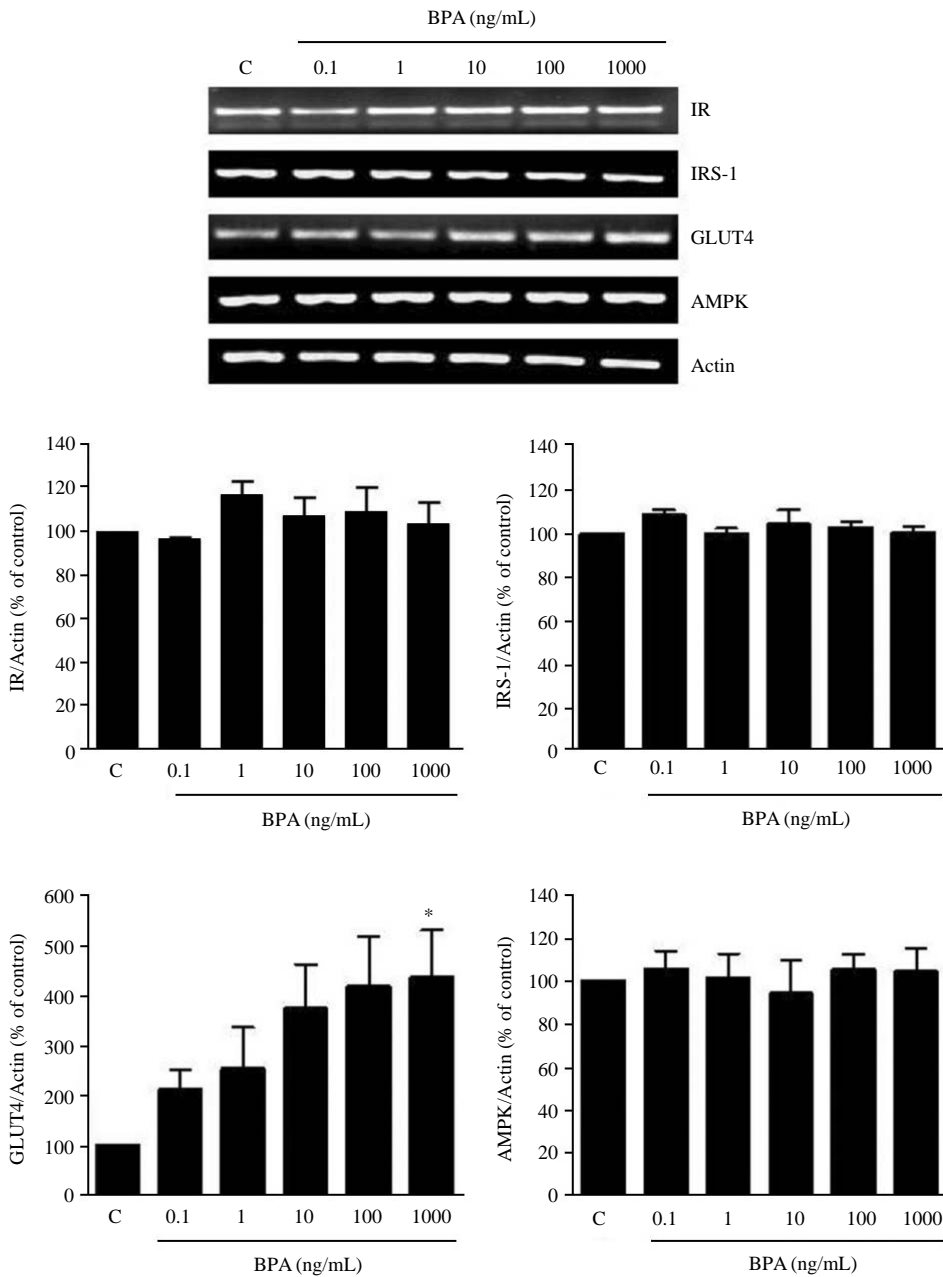 BPA (ng/mL)
C 0.1 1 10 100 1000
IR
IRS-1
GLUT4
AMPK
Actin
IR/Actin (% of control)
140
120
100
80
60
40
20
0
C 0.1 1 10 100 1000
BPA (ng/mL)
IRS-1/Actin (% of control)
140
120
100
80
60
40
20
0
C 0.1 1 10 100 1000
BPA (ng/mL)
GLUT4/Actin (% of control)
600
500
400
300
200
100
0
*
C 0.1 1 10 100 1000
BPA (ng/mL)
AMPK/Actin (% of control)
140
120
100
80
60
40
20
0
C 0.1 1 10 100 1000
BPA (ng/mL)